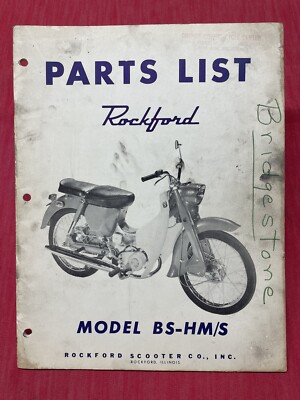 PARTS LIST
Rockford
Bridgestone
MODEL BS-HM/S
ROCKFORD SCOOTER CO., INC.
ROCKFORD, ILLINOIS